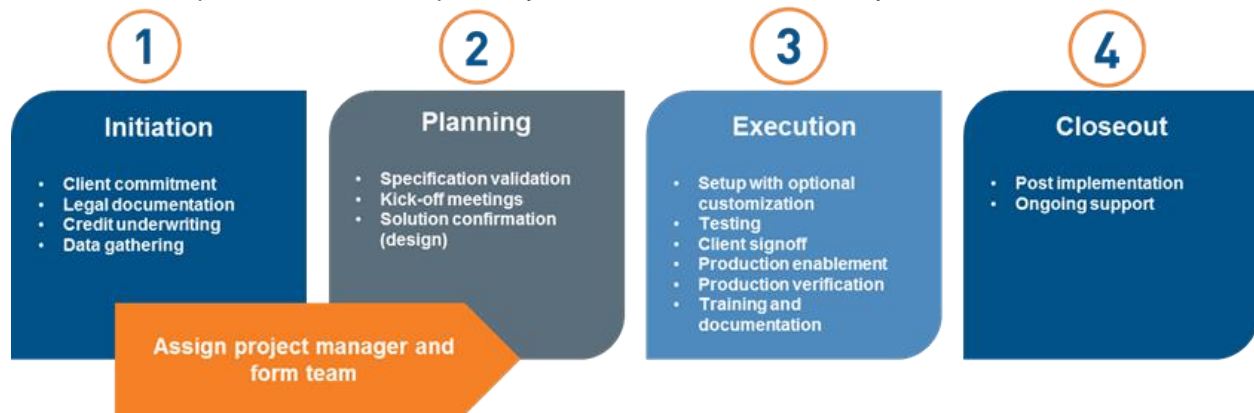 1
2
3
4
Initiation
• Client commitment
• Legal documentation
• Credit underwriting
• Data gathering
Planning
• Specification validation
• Kick-off meetings
• Solution confirmation
(design)
Execution
• Setup with optional
customization
• Testing
• Client signoff
• Production enablement
• Production verification
• Training and
documentation
Closeout
• Post implementation
• Ongoing support
Assign project manager and
form team